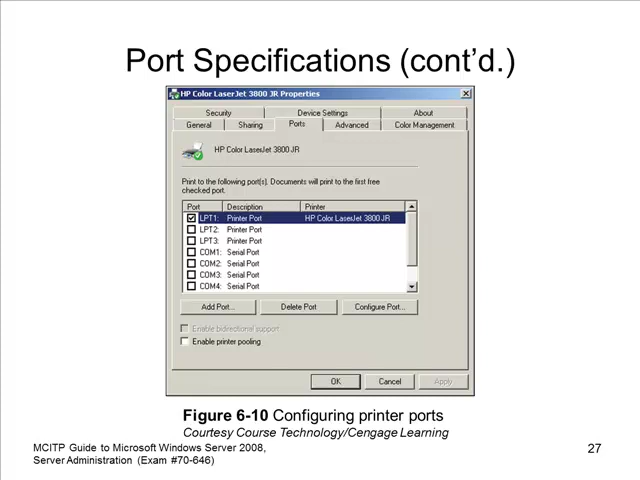 Port Specifications (cont’d.)
HP Color LaserJet 3800 JR Properties
Security Device Settings About
General Sharing Ports Advanced Color Management
HP Color LaserJet 3800 JR
Print to the following port(s). Documents will print to the first free
checked port.
Port Description Printer
LPT1: Printer Port HP Color LaserJet 3800 JR
LPT2: Printer Port
LPT3: Printer Port
COM1: Serial Port
COM2: Serial Port
COM3: Serial Port
COM4: Serial Port
Add Port... Delete Port Configure Port...
Enable bidirectional support
Enable printer pooling
OK Cancel Apply
Figure 6-10 Configuring printer ports
Courtesy Course Technology/Cengage Learning
MCITP Guide to Microsoft Windows Server 2008,
Server Administration (Exam #70-646)
27